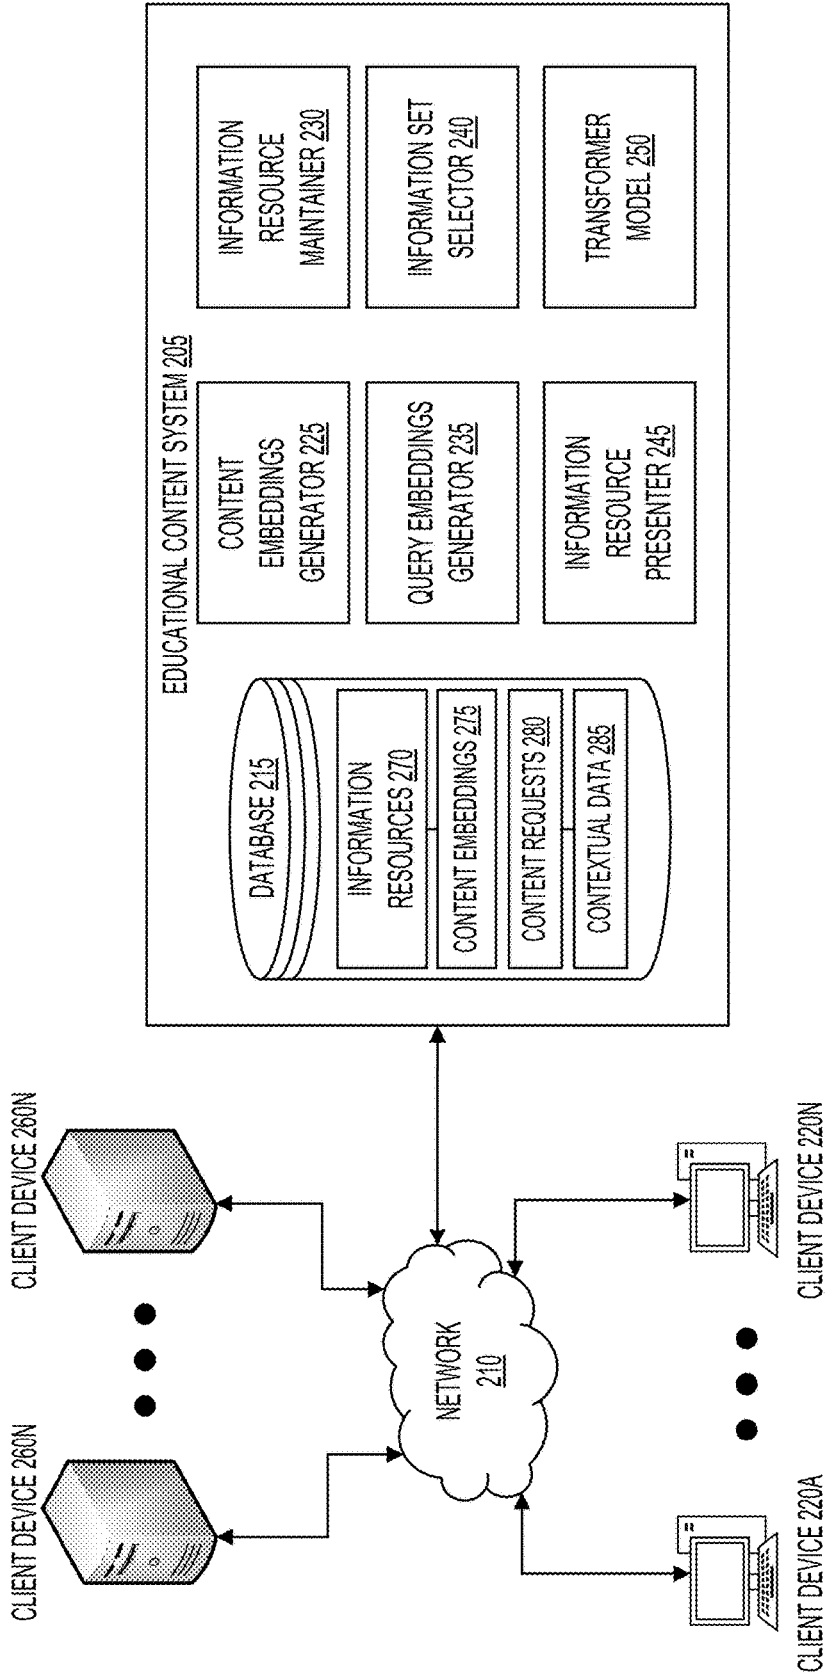 CLIENT DEVICE 260N
CLIENT DEVICE 260N
NETWORK
210
CLIENT DEVICE 220A
CLIENT DEVICE 220N
EDUCATIONAL CONTENT SYSTEM 205
DATABASE 215
INFORMATION
RESOURCES 270
CONTENT EMBEDDINGS 275
CONTENT REQUESTS 280
CONTEXTUAL DATA 285
CONTENT
EMBEDDINGS
GENERATOR 225
INFORMATION
RESOURCE
MAINTAINER 230
QUERY EMBEDDINGS
GENERATOR 235
INFORMATION SET
SELECTOR 240
INFORMATION
RESOURCE
PRESENTER 245
TRANSFORMER
MODEL 250